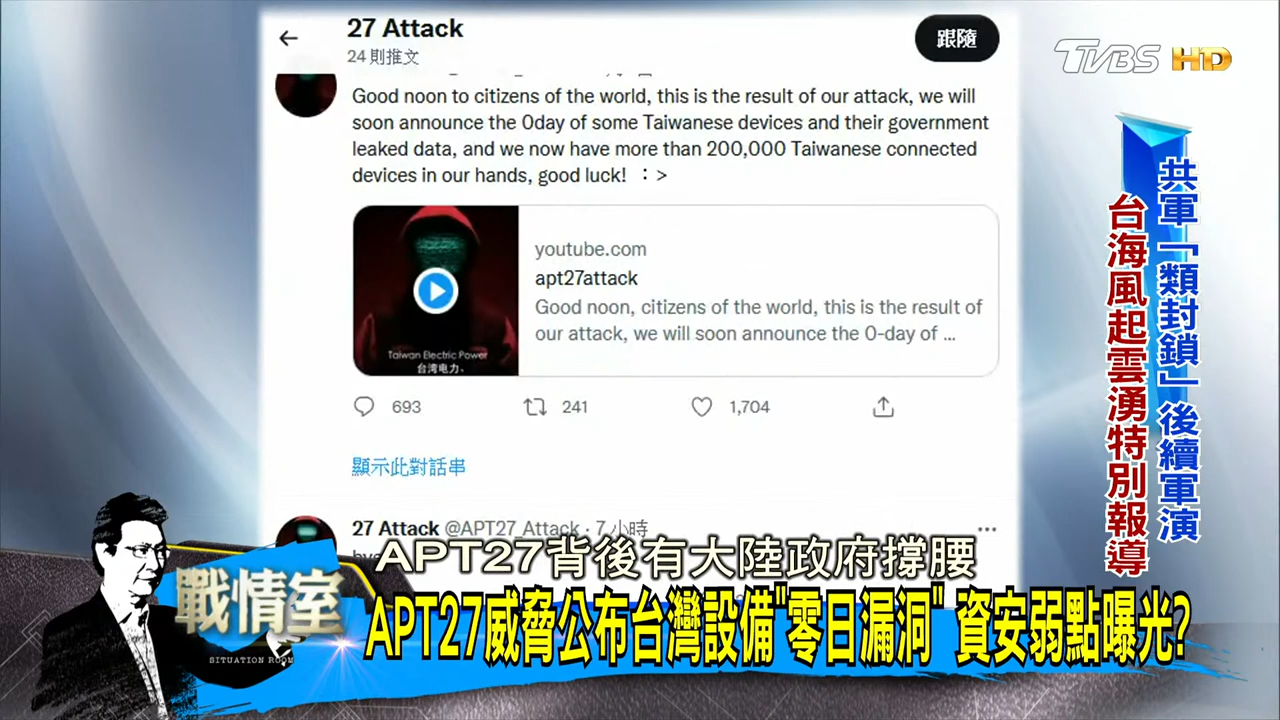 27 Attack
24 則推文
跟隨
TVBS HD
Good noon to citizens of the world, this is the result of our attack, we will
soon announce the 0day of some Taiwanese devices and their government
leaked data, and we now have more than 200,000 Taiwanese connected
devices in our hands, good luck! ：>
youtube.com
apt27attack
Good noon, citizens of the world, this is the result of
our attack, we will soon announce the 0-day of ...
Taiwan Electric Power
台湾电力、
693
241
1,704
顯示此對話串
27 Attack @APT27_Attack · 7 小時
共軍「類封鎖」後續軍演
台海風起雲湧特別報導
APT27背後有大陸政府撐腰
APT27威脅公布台灣設備"零日漏洞" 資安弱點曝光?
戰情室
SITUATION ROOM